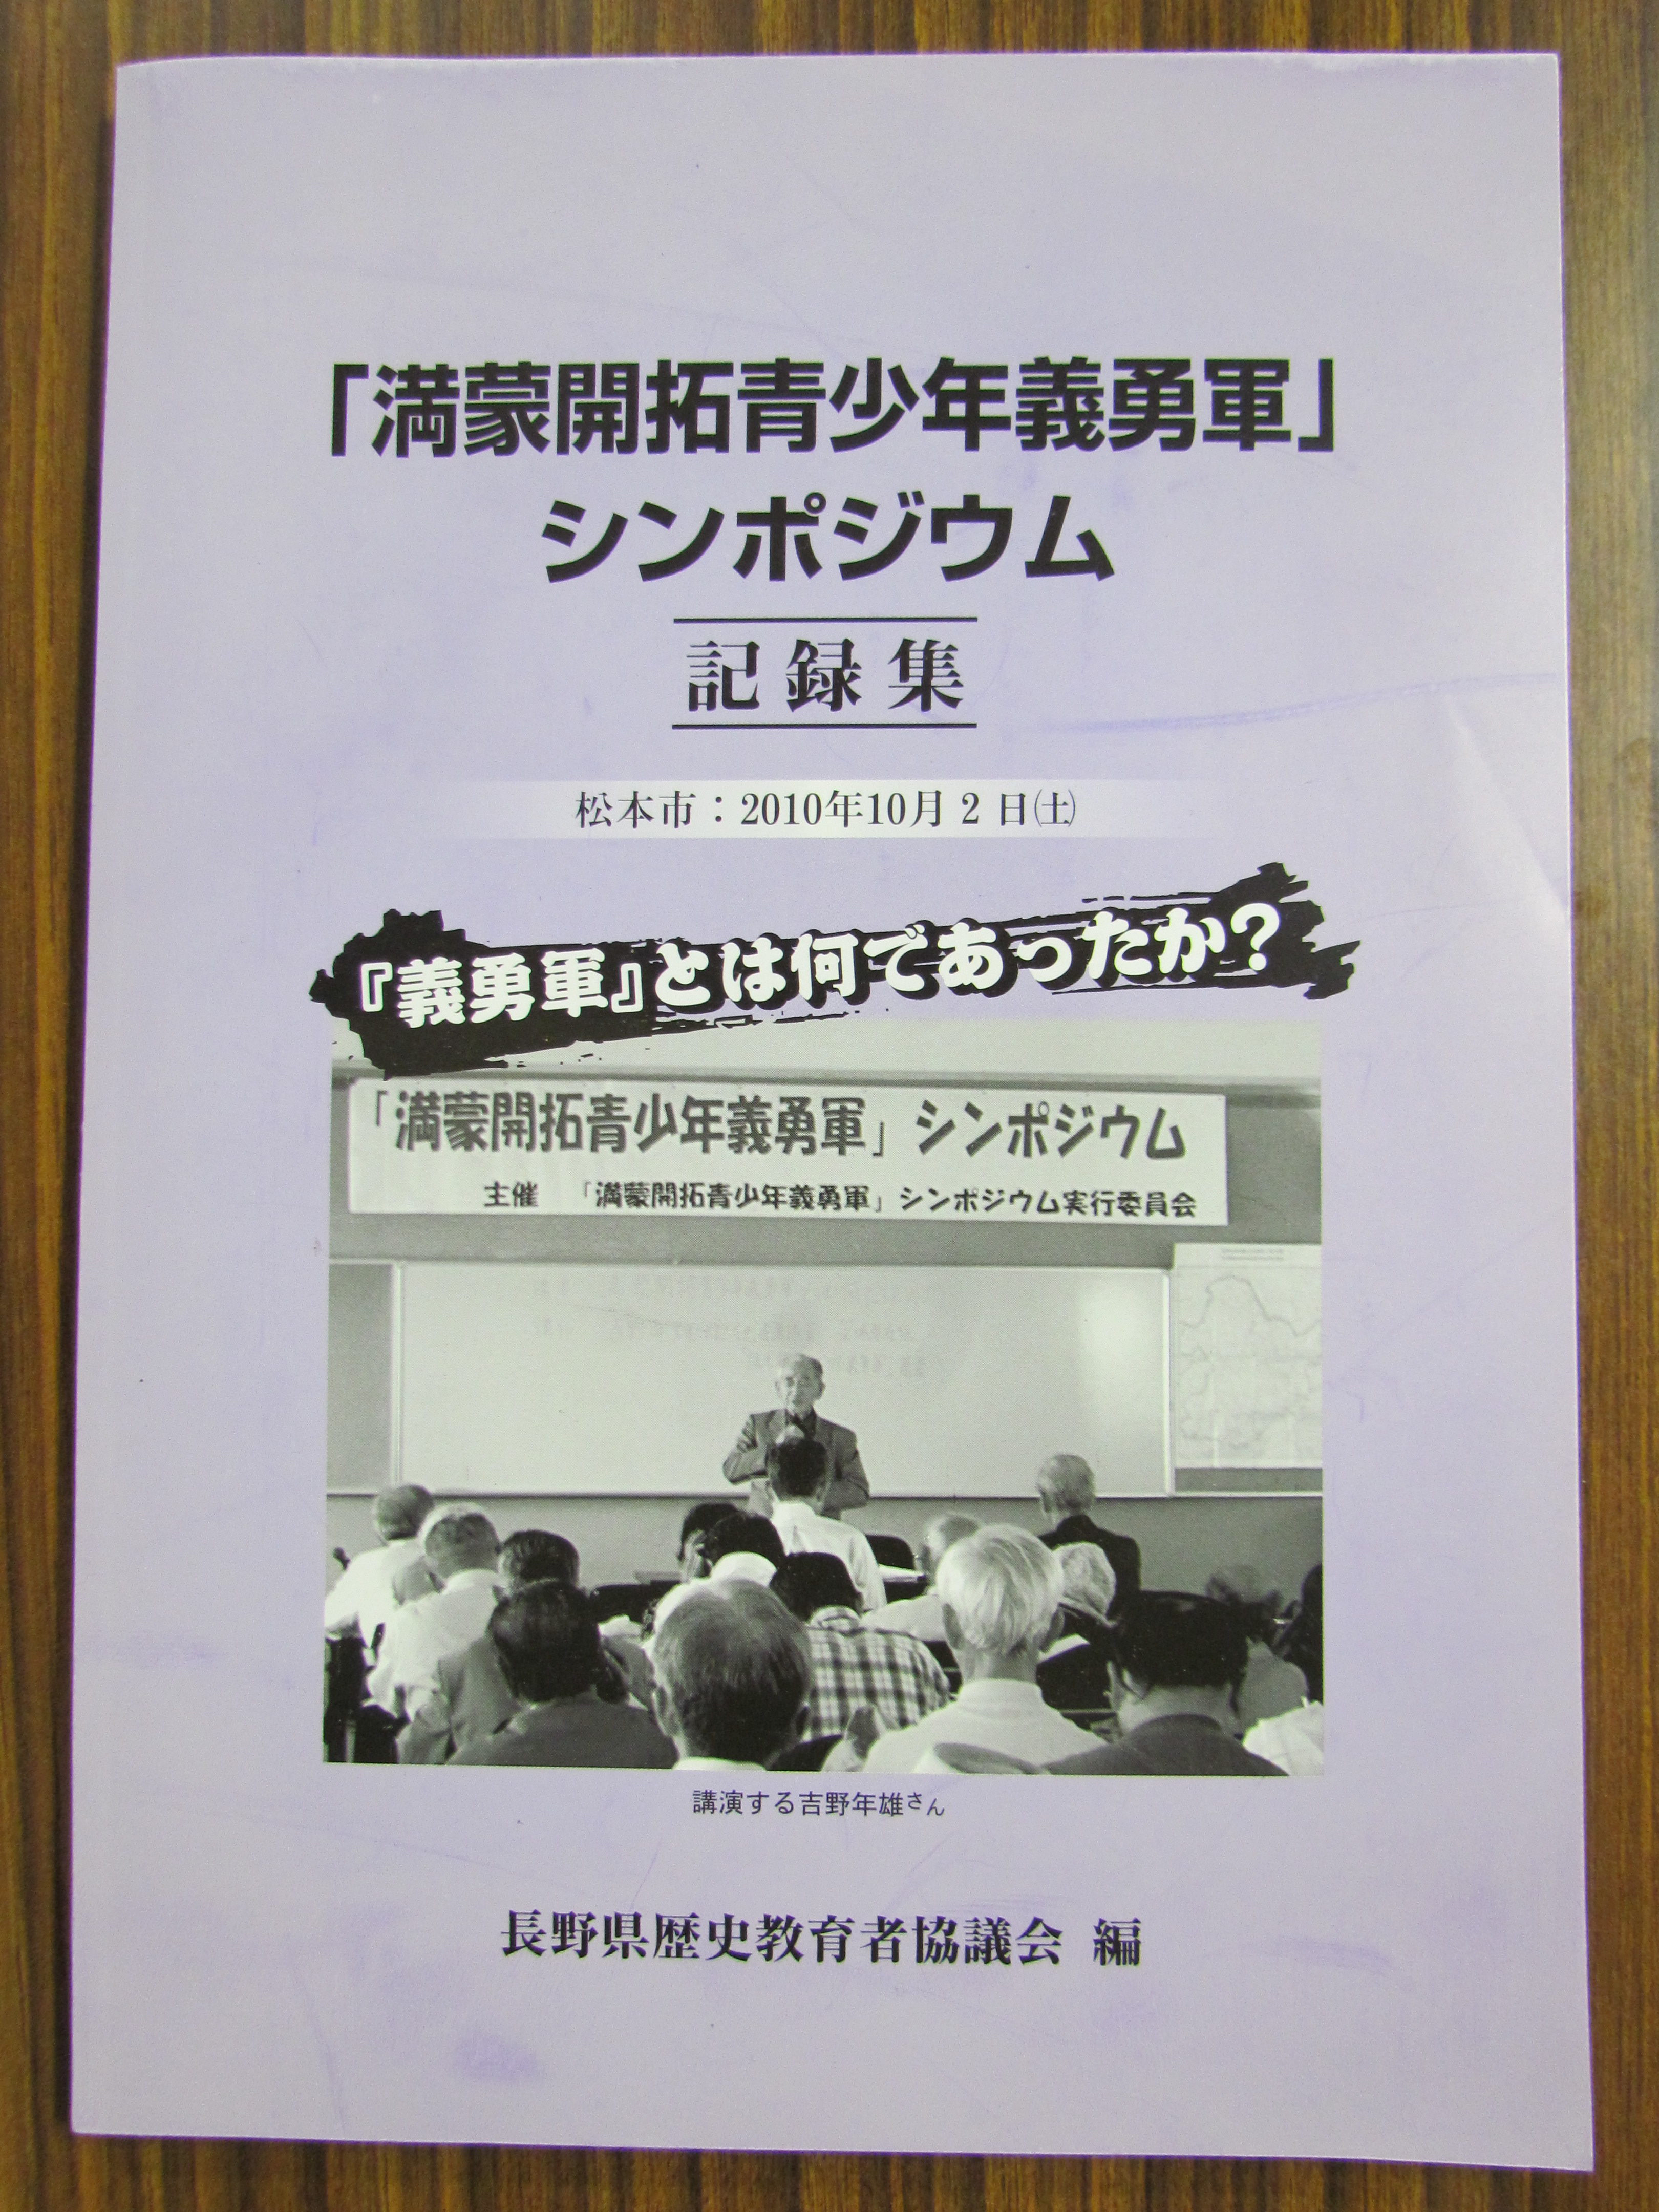 「満蒙開拓青少年義勇軍」
シンポジウム
記録集
松本市：2010年10月2日㈯
『義勇軍』とは何であったか？
「満蒙開拓青少年義勇軍」シンポジウム
主催　「満蒙開拓青少年義勇軍」シンポジウム実行委員会
講演する吉野年雄さん
長野県歴史教育者協議会 編